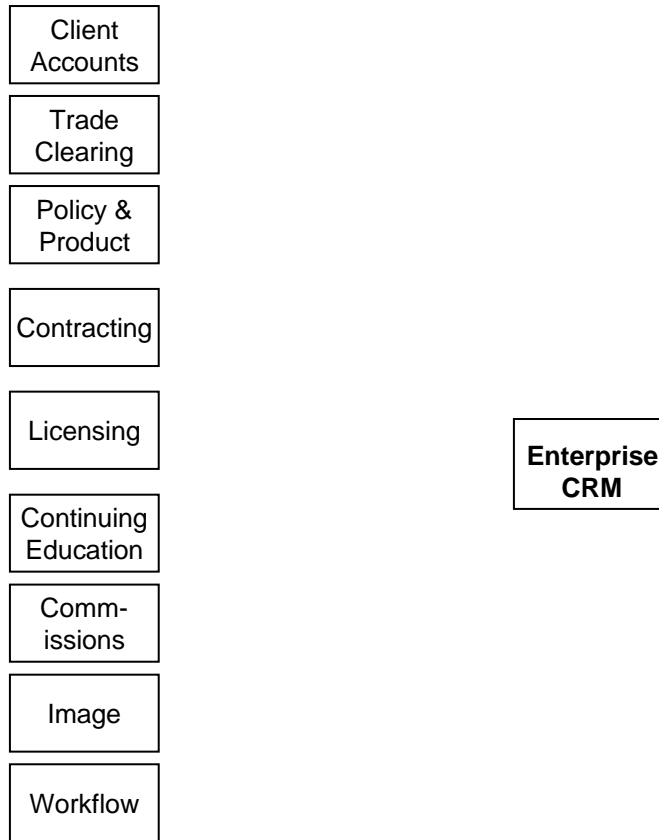 Client
Accounts
Trade
Clearing
Policy &
Product
Contracting
Licensing
Continuing
Education
Comm-
issions
Image
Workflow
Enterprise
CRM